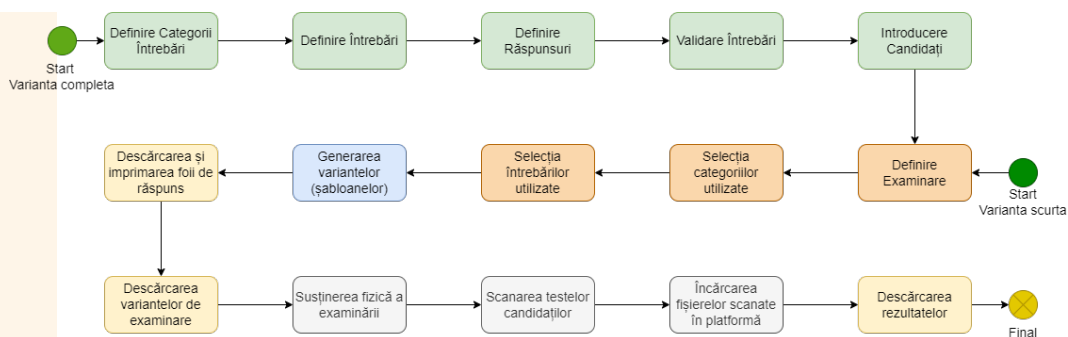 Definire Categorii
Întrebări
Definire Întrebări
Definire
Răspunsuri
Validare Întrebări
Introducere
Candidați
Start
Varianta completa
Descărcarea și
imprimarea foii de
răspuns
Generarea
variantelor
(șabloanelor)
Selecția
întrebărilor
utilizate
Selecția
categoriilor
utilizate
Definire
Examinare
Start
Varianta scurta
Descărcarea
variantelor de
examinare
Susținerea fizică a
examinării
Scanarea testelor
candidaților
Încărcarea
fișierelor scanate
în platformă
Descărcarea
rezultatelor
Final